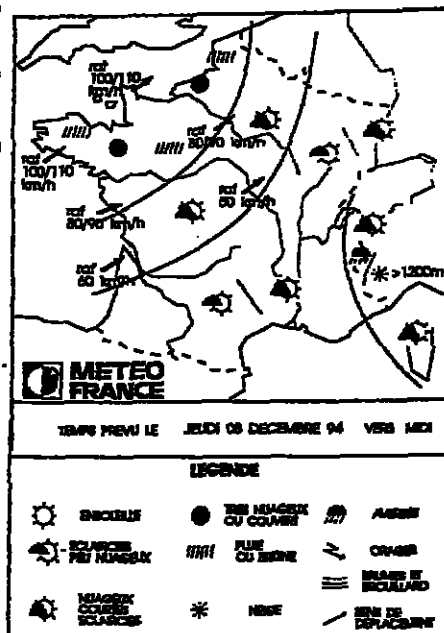 raf
100/110
km/h
raf
80/90 km/h
raf
100/110
km/h
raf
60 km/h
raf
80/90 km/h
raf
60 km/h
>1200m
METEO
FRANCE
TEMPS PREVU LE JEUDI 08 DECEMBRE 94 VERS MIDI
LEGENDE
ENSOLEILLE
TRES NUAGEUX
OU COUVERT
AVERSES
ECLAIRCIES
PEU NUAGEUX
PLUIE
OU BRUINE
ORAGES
BRUMES ET
BROUILLARD
NUAGEUX
COURTES
ECLAIRCIES
NEIGE
SENS DE
DEPLACEMENT